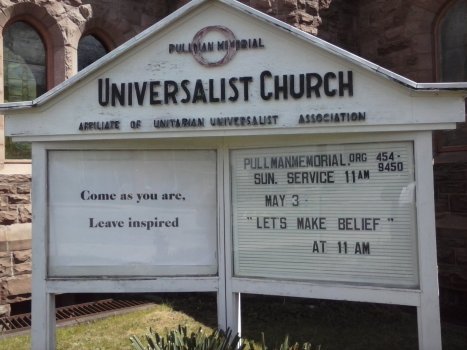 PULLMAN MEMORIAL
UNIVERSALIST CHURCH
AFFILIATE OF UNITARIAN UNIVERSALIST ASSOCIATION
Come as you are,
Leave inspired
PULLMANMEMORIAL.ORG 454-9450
SUN. SERVICE 11AM
MAY 3 -
"LET'S MAKE BELIEF"
AT 11 AM